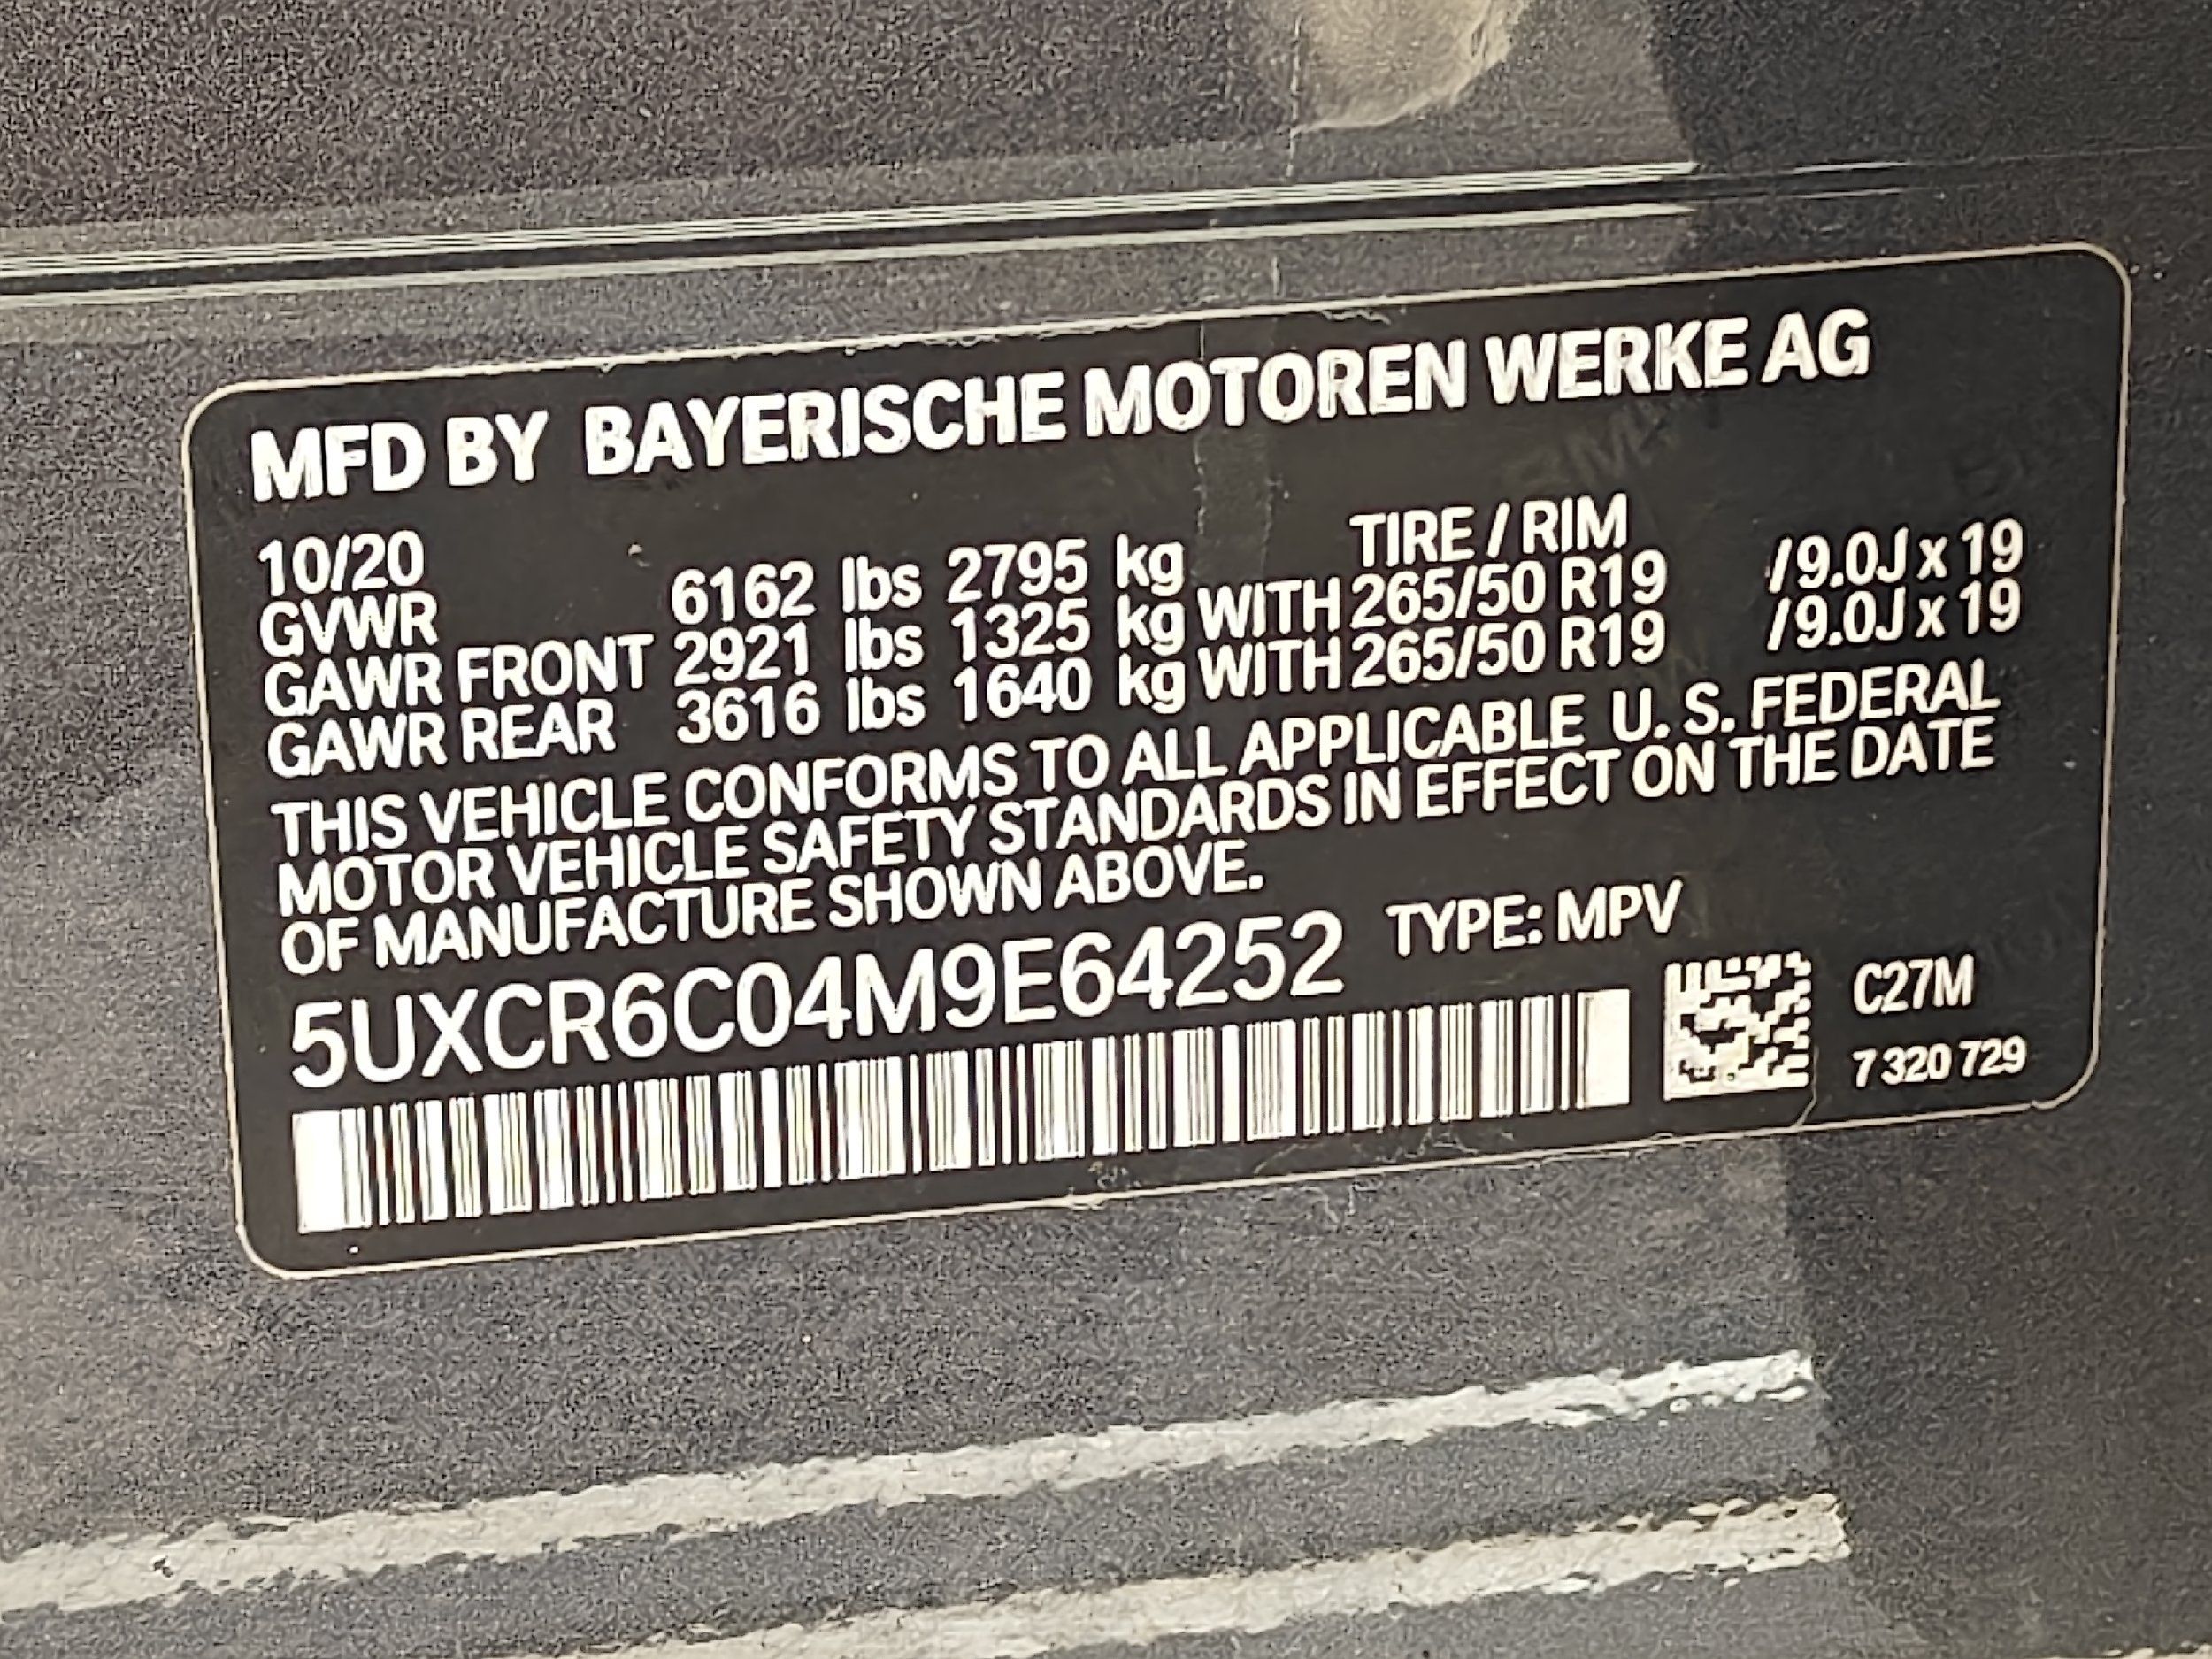 MFD BY BAYERISCHE MOTOREN WERKE AG
10/20 TIRE / RIM
GVWR 6162 lbs 2795 kg
GAWR FRONT 2921 lbs 1325 kg WITH 265/50 R19 /9.0J x 19
GAWR REAR 3616 lbs 1640 kg WITH 265/50 R19 /9.0J x 19
THIS VEHICLE CONFORMS TO ALL APPLICABLE U. S. FEDERAL
MOTOR VEHICLE SAFETY STANDARDS IN EFFECT ON THE DATE
OF MANUFACTURE SHOWN ABOVE.
5UXCR6C04M9E64252 TYPE: MPV
C27M
7 320 729